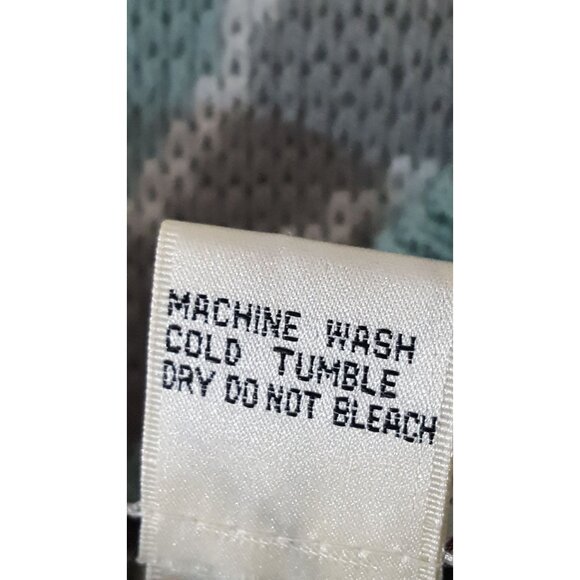 MACHINE WASH
COLD TUMBLE
DRY DO NOT BLEACH